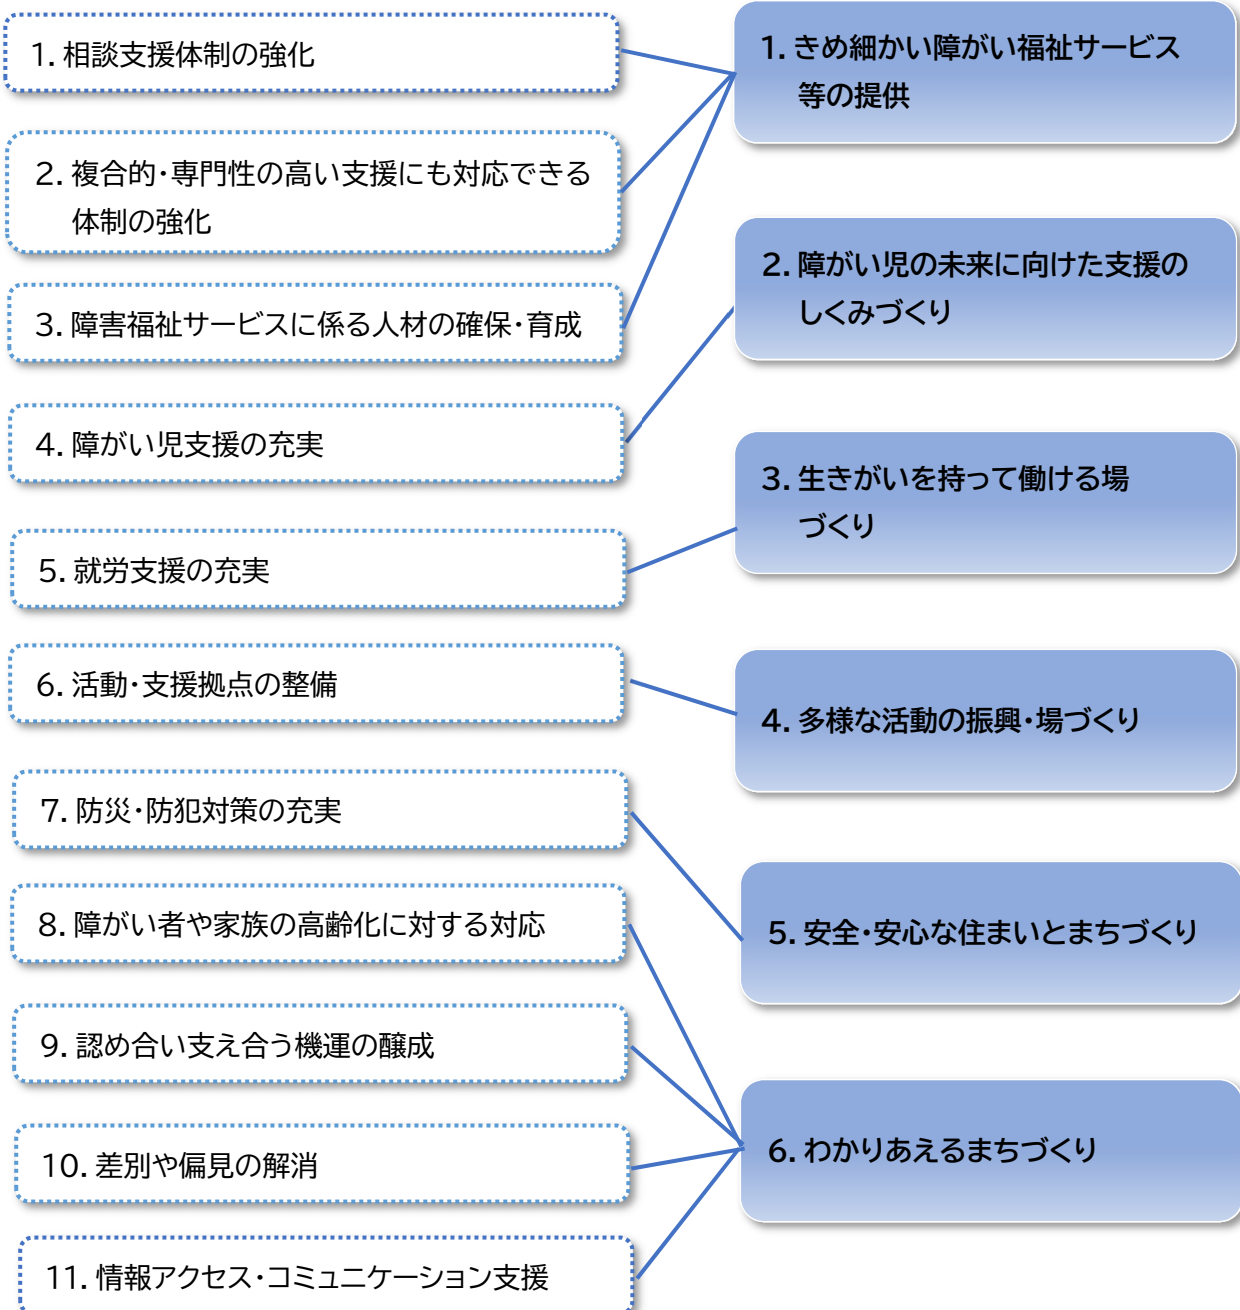 1. 相談支援体制の強化
2. 複合的・専門性の高い支援にも対応できる
体制の強化
3. 障害福祉サービスに係る人材の確保・育成
4. 障がい児支援の充実
5. 就労支援の充実
6. 活動・支援拠点の整備
7. 防災・防犯対策の充実
8. 障がい者や家族の高齢化に対する対応
9. 認め合い支え合う機運の醸成
10. 差別や偏見の解消
11. 情報アクセス・コミュニケーション支援
1. きめ細かい障がい福祉サービス
等の提供
2. 障がい児の未来に向けた支援の
しくみづくり
3. 生きがいを持って働ける場
づくり
4. 多様な活動の振興・場づくり
5. 安全・安心な住まいとまちづくり
6. わかりあえるまちづくり